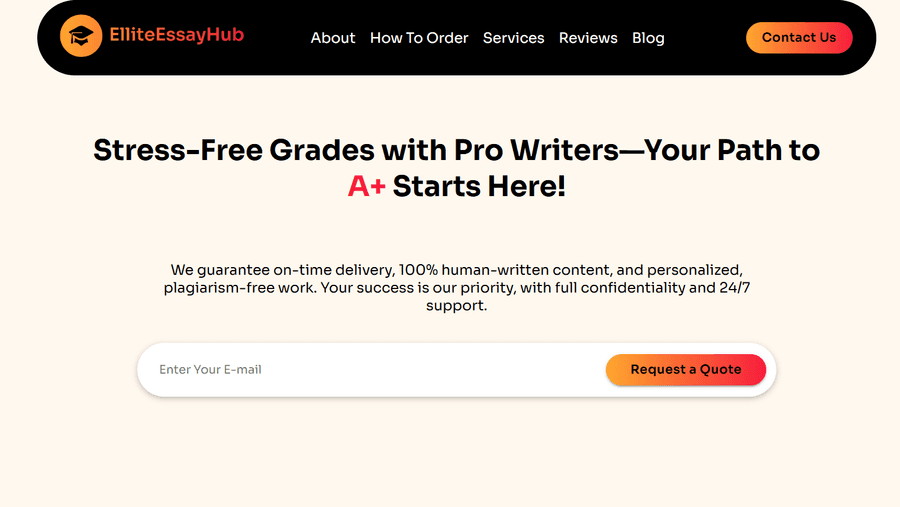 ElliteEssayHub
About How To Order Services Reviews Blog
Contact Us
Stress-Free Grades with Pro Writers—Your Path to
A+ Starts Here!
We guarantee on-time delivery, 100% human-written content, and personalized,
plagiarism-free work. Your success is our priority, with full confidentiality and 24/7
support.
Enter Your E-mail
Request a Quote